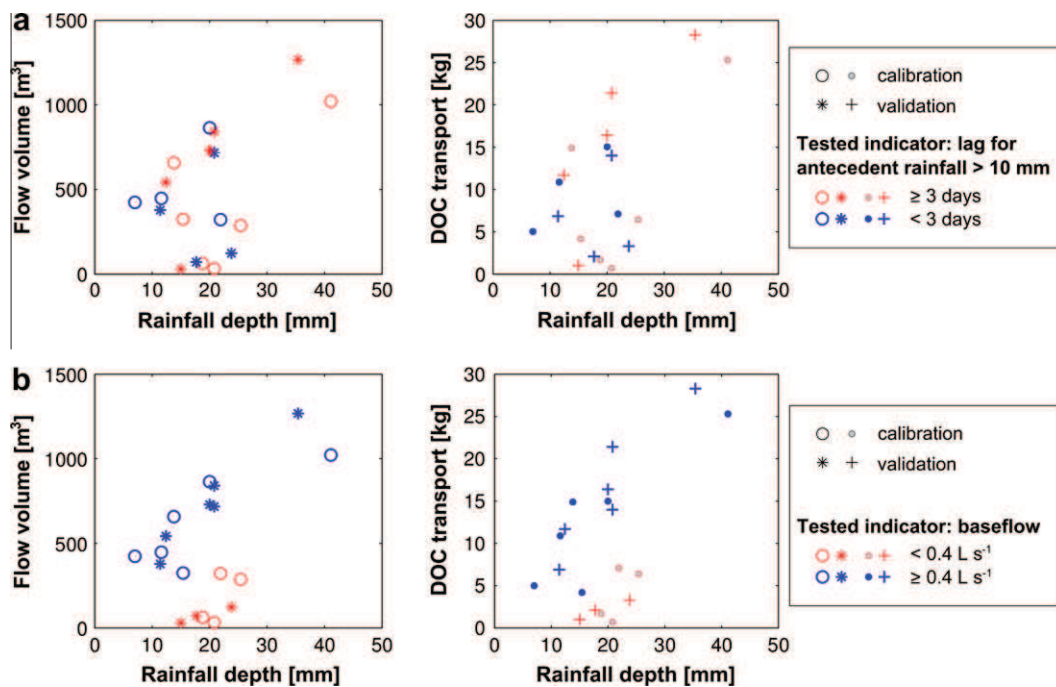 a
Flow volume [m³]
1500
1000
500
0
0 10 20 30 40 50
Rainfall depth [mm]
DOC transport [kg]
30
25
20
15
10
5
0
0 10 20 30 40 50
Rainfall depth [mm]
calibration
validation
Tested indicator: lag for
antecedent rainfall > 10 mm
≥ 3 days
< 3 days
b
Flow volume [m³]
1500
1000
500
0
0 10 20 30 40 50
Rainfall depth [mm]
DOC transport [kg]
30
25
20
15
10
5
0
0 10 20 30 40 50
Rainfall depth [mm]
calibration
validation
Tested indicator: baseflow
< 0.4 L s⁻¹
≥ 0.4 L s⁻¹